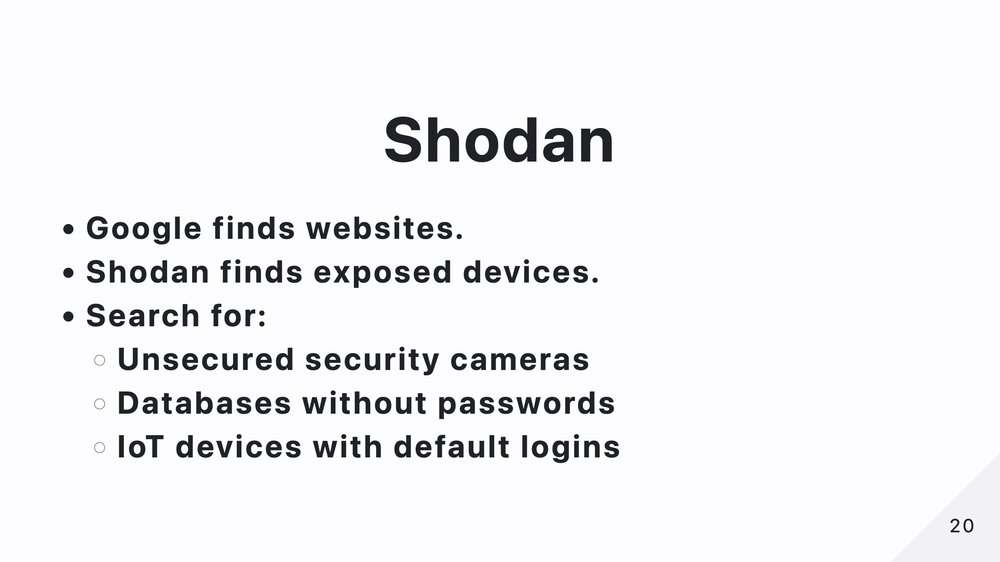 Shodan
Google finds websites.
Shodan finds exposed devices.
Search for:
Unsecured security cameras
Databases without passwords
IoT devices with default logins
20